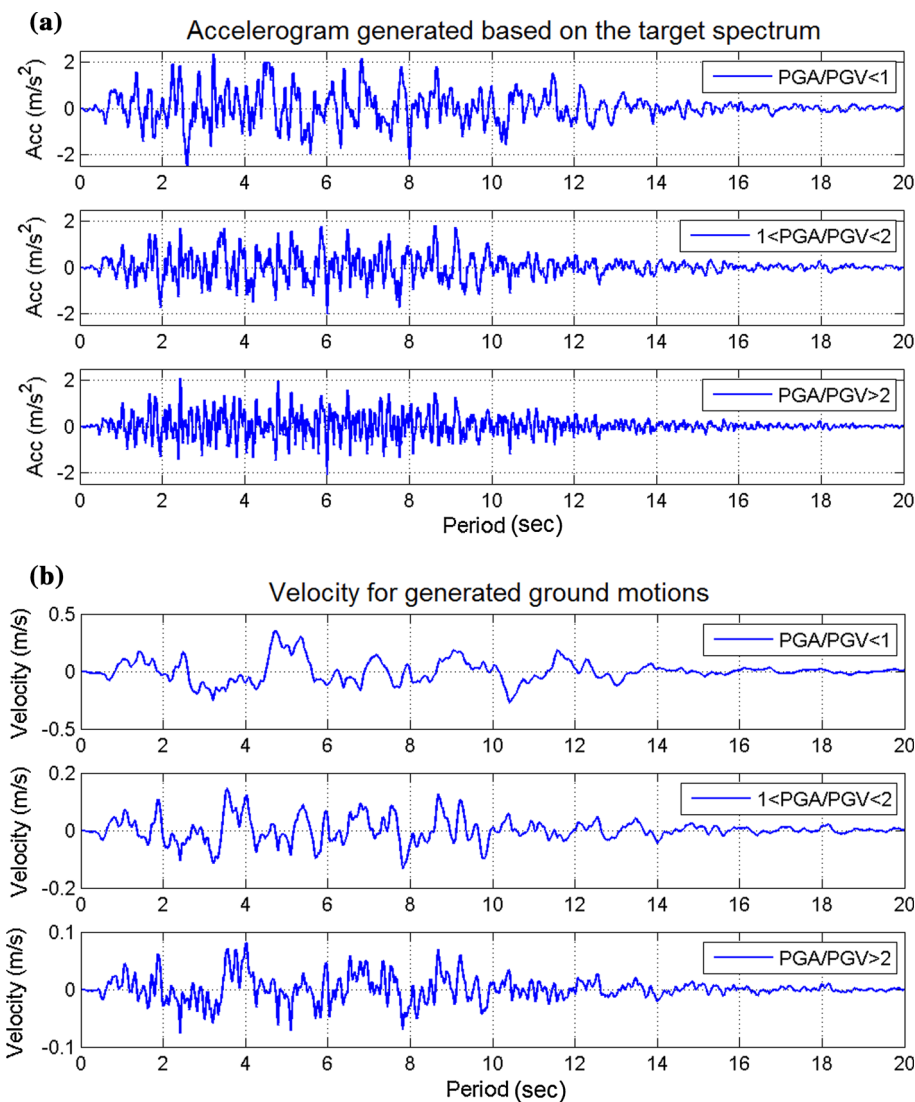 (a)
Accelerogram generated based on the target spectrum
Acc (m/s²)
2
0
-2
PGA/PGV<1
0 2 4 6 8 10 12 14 16 18 20
Acc (m/s²)
2
0
-2
1<PGA/PGV<2
0 2 4 6 8 10 12 14 16 18 20
Acc (m/s²)
2
0
-2
PGA/PGV>2
0 2 4 6 8 10 12 14 16 18 20
Period (sec)
(b)
Velocity for generated ground motions
Velocity (m/s)
0.5
0
-0.5
PGA/PGV<1
0 2 4 6 8 10 12 14 16 18 20
Velocity (m/s)
0.2
0
-0.2
1<PGA/PGV<2
0 2 4 6 8 10 12 14 16 18 20
Velocity (m/s)
0.1
0
-0.1
PGA/PGV>2
0 2 4 6 8 10 12 14 16 18 20
Period (sec)